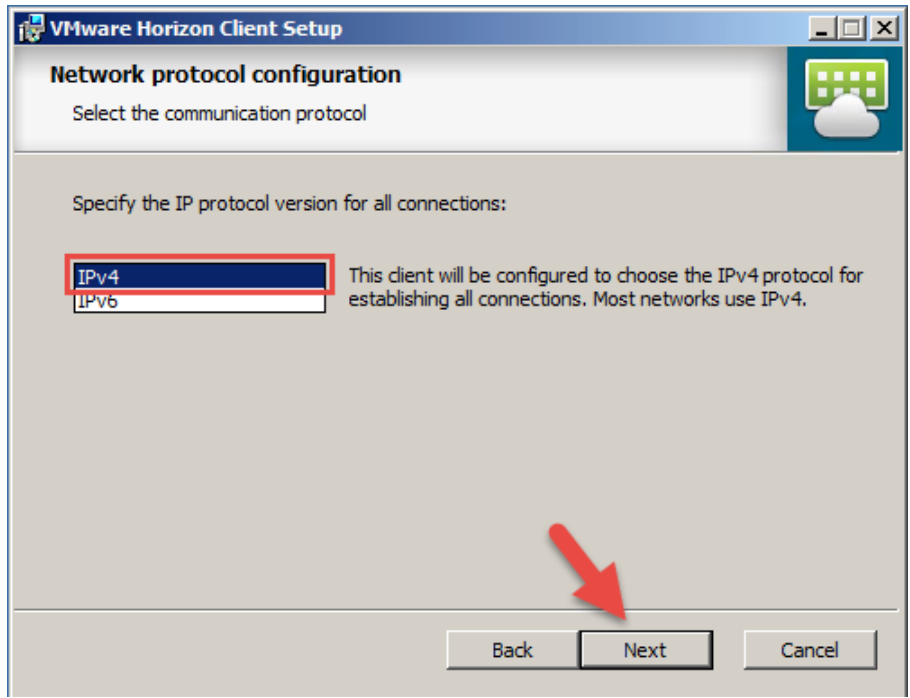 VMware Horizon Client Setup
Network protocol configuration
Select the communication protocol
Specify the IP protocol version for all connections:
IPv4
IPv6
This client will be configured to choose the IPv4 protocol for
establishing all connections. Most networks use IPv4.
Back Next Cancel